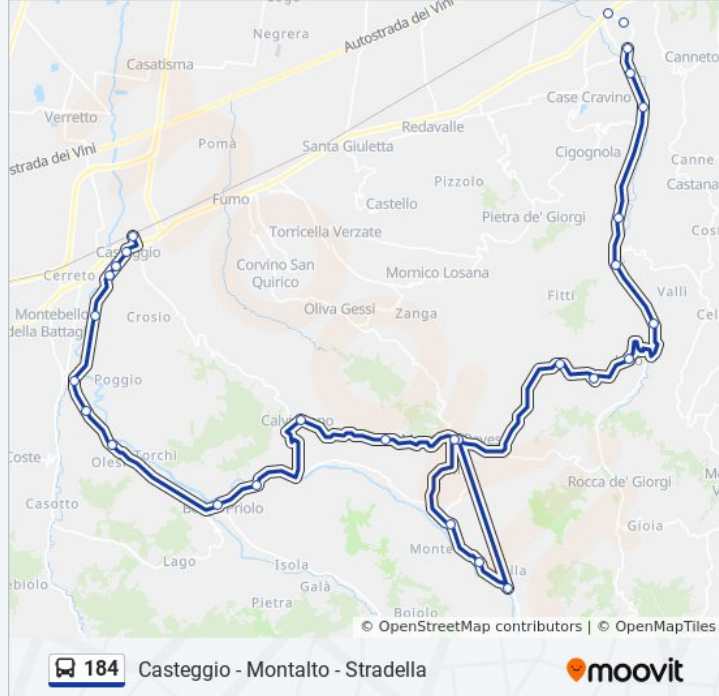 Negrera
Autostrada dei Vini
Casatisma
Canneto
Verretto
Case Cravino
Redavalle
strada dei Vini
Pomà
Santa Giuletta
Cigognola
Pizzolo
Canne
Castana
Fumo
Castello
Pietra de' Giorgi
Torricella Verzate
Casteggio
Cerreto
Corvino San
Quirico
Mornico Losana
Valli
Fitti
Oliva Gessi
Zanga
Montebello
della Battagl
Crosio
Poggio
Torchi
Coste
Rocca de' Giorgi
Casotto
Priolo
Gioia
Lago
Isola
Galà
Pietra
© OpenStreetMap contributors | © OpenMapTiles
184 Casteggio - Montalto - Stradella
moovit